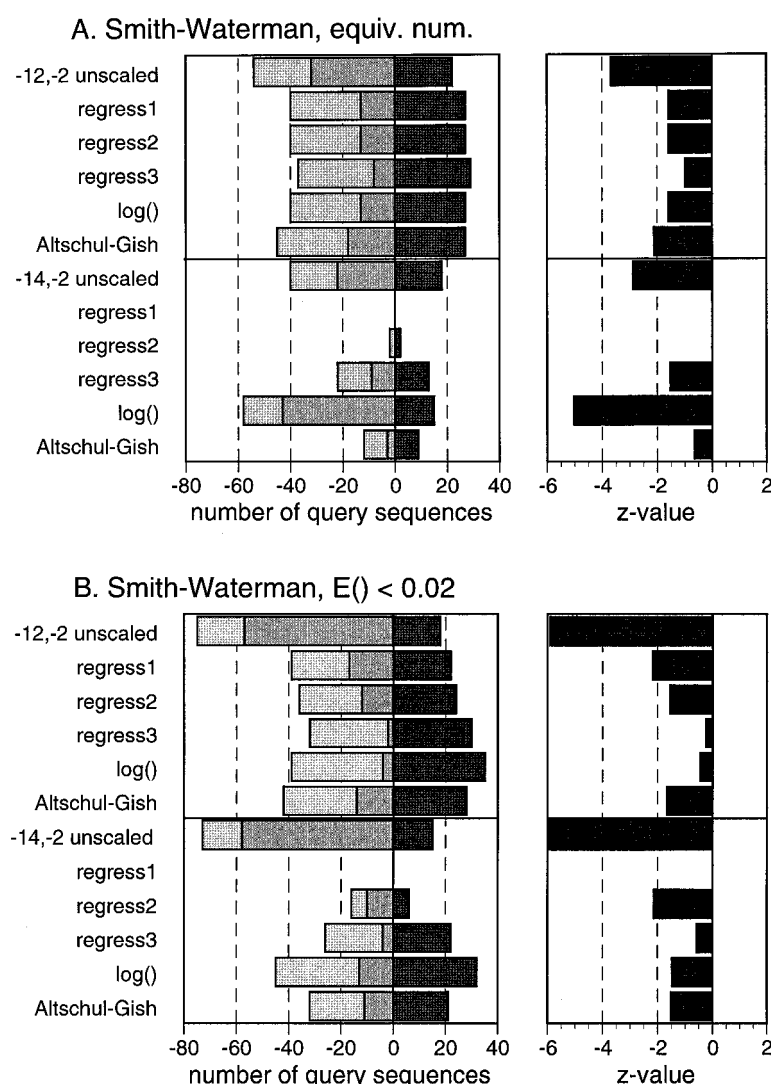 A. Smith-Waterman, equiv. num.
-12,-2 unscaled
regress1
regress2
regress3
log()
Altschul-Gish
-14,-2 unscaled
regress1
regress2
regress3
log()
Altschul-Gish
-80 -60 -40 -20 0 20 40
number of query sequences
-6 -4 -2 0 2
z-value
B. Smith-Waterman, E() < 0.02
-12,-2 unscaled
regress1
regress2
regress3
log()
Altschul-Gish
-14,-2 unscaled
regress1
regress2
regress3
log()
Altschul-Gish
-80 -60 -40 -20 0 20 40
number of query sequences
-6 -4 -2 0 2
z-value